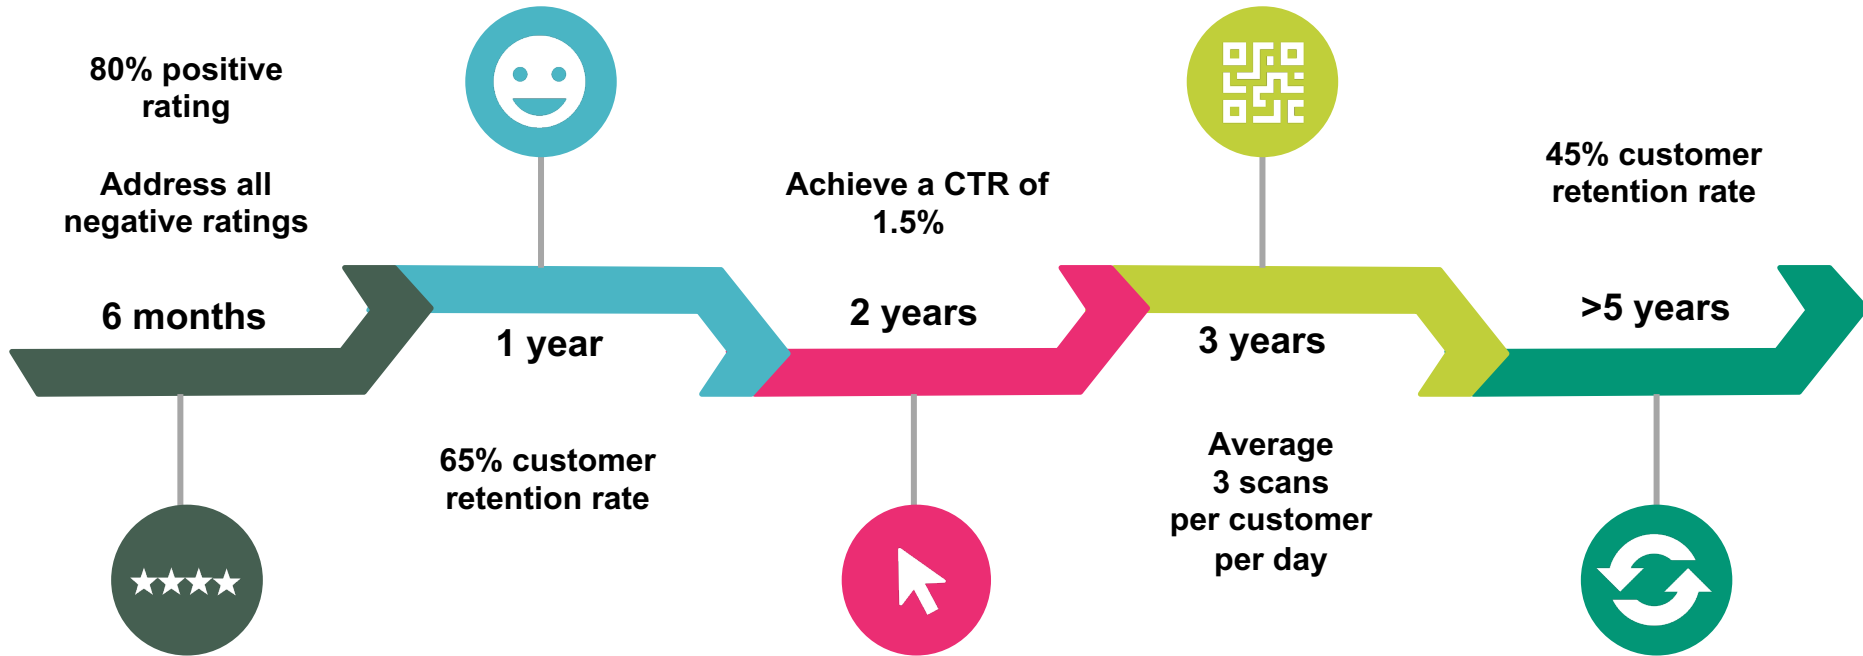 80% positive
rating
Address all
negative ratings
6 months
1 year
65% customer
retention rate
Achieve a CTR of
1.5%
2 years
3 years
Average
3 scans
per customer
per day
45% customer
retention rate
>5 years